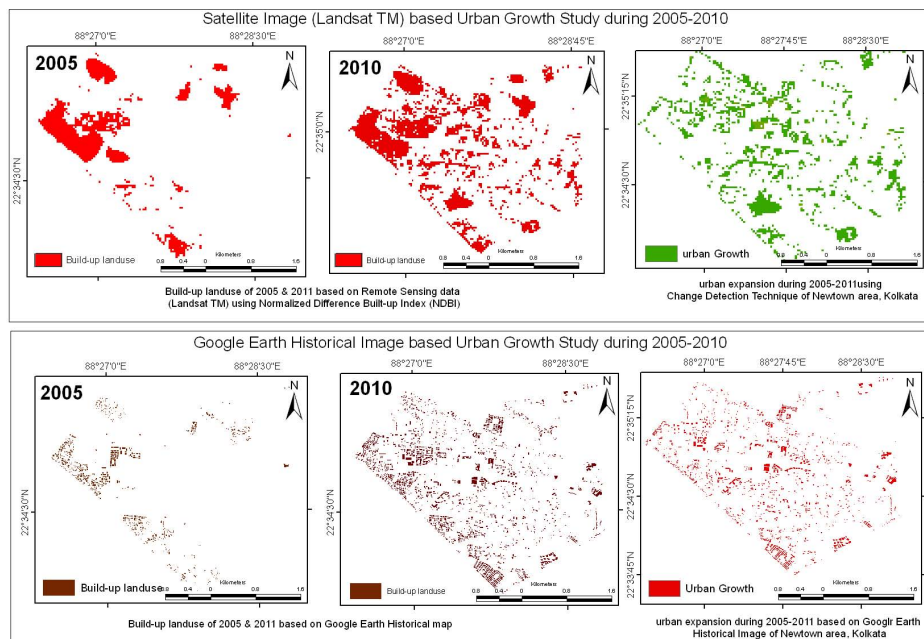 Satellite Image (Landsat TM) based Urban Growth Study during 2005-2010
88°27'0"E 88°28'30"E
88°27'0"E 88°28'45"E
88°27'0"E 88°27'45"E 88°28'30"E
2005 N
2010 N
N
22°34'30"N
22°35'0"N
22°35'15"N
22°34'30"N
Build-up landuse
Kilometers
0.8 0.4 0 0.8 1.6
Build-up landuse
Kilometers
0.8 0.4 0 0.8 1.6
urban Growth
Kilometers
0.8 0.4 0 0.8 1.6
Build-up landuse of 2005 & 2011 based on Remote Sensing data
(Landsat TM) using Normalized Difference Built-up Index (NDBI)
urban expansion during 2005-2011using
Change Detection Technique of Newtown area, Kolkata
Google Earth Historical Image based Urban Growth Study during 2005-2010
88°27'0"E 88°28'30"E
88°27'0"E 88°28'30"E
88°27'0"E 88°27'45"E 88°28'30"E
2005 N
2010 N
N
22°34'30"N
22°34'30"N
22°35'15"N
22°34'30"N
22°33'45"N
Build-up landuse
Kilometers
0.8 0.4 0 0.8 1.6
Build-up landuse
Kilometers
0.8 0.4 0 0.8 1.6
Urban Growth
Kilometers
0.8 0.4 0 0.8 1.6
Build-up landuse of 2005 & 2011 based on Google Earth Historical map
urban expansion during 2005-2011 based on Googlr Earth
Historical Image of Newtown area, Kolkata